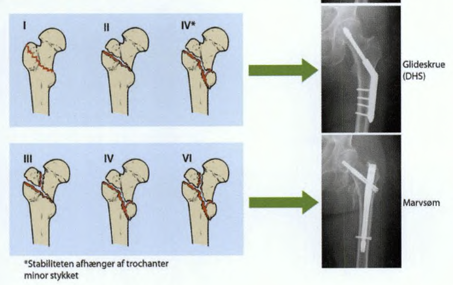 I
II
IV*
Glideskrue
(DHS)
III
IV
VI
Marvsøm
*Stabiliteten afhænger af trochanter
minor stykket